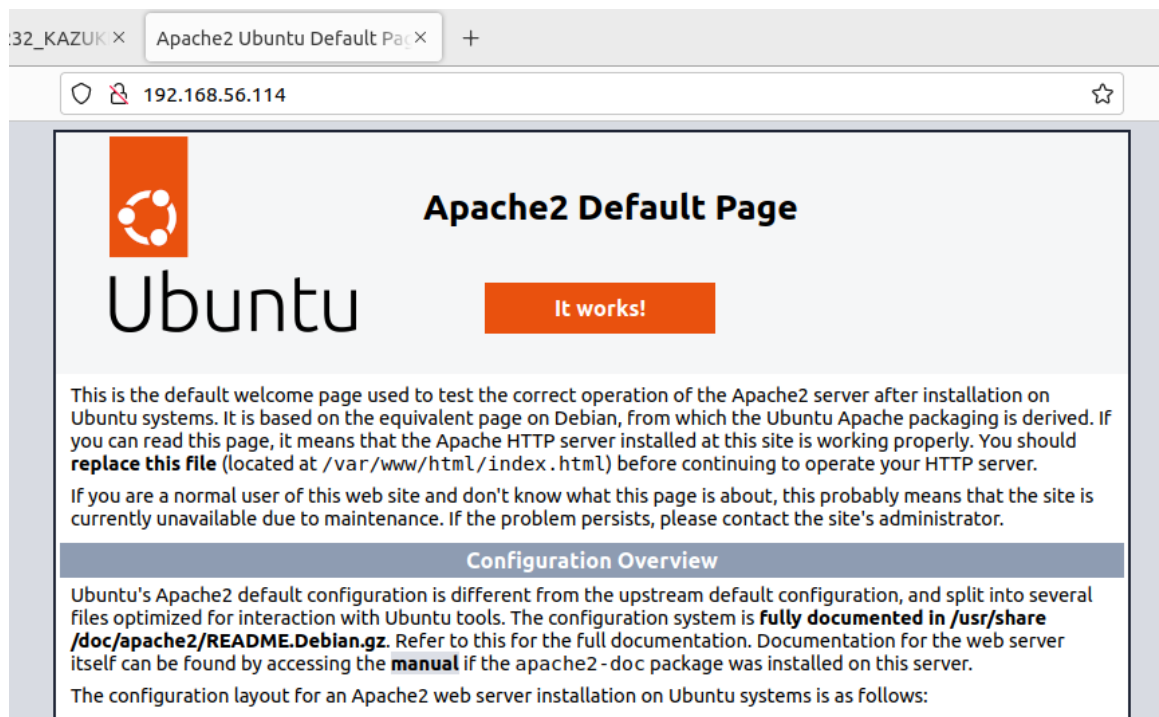 :32_KAZUK
Apache2 Ubuntu Default Pag
192.168.56.114
Apache2 Default Page
Ubuntu
It works!
This is the default welcome page used to test the correct operation of the Apache2 server after installation on
Ubuntu systems. It is based on the equivalent page on Debian, from which the Ubuntu Apache packaging is derived. If
you can read this page, it means that the Apache HTTP server installed at this site is working properly. You should
replace this file (located at /var/www/html/index.html) before continuing to operate your HTTP server.
If you are a normal user of this web site and don't know what this page is about, this probably means that the site is
currently unavailable due to maintenance. If the problem persists, please contact the site's administrator.
Configuration Overview
Ubuntu's Apache2 default configuration is different from the upstream default configuration, and split into several
files optimized for interaction with Ubuntu tools. The configuration system is fully documented in /usr/share
/doc/apache2/README.Debian.gz. Refer to this for the full documentation. Documentation for the web server
itself can be found by accessing the manual if the apache2-doc package was installed on this server.
The configuration layout for an Apache2 web server installation on Ubuntu systems is as follows: